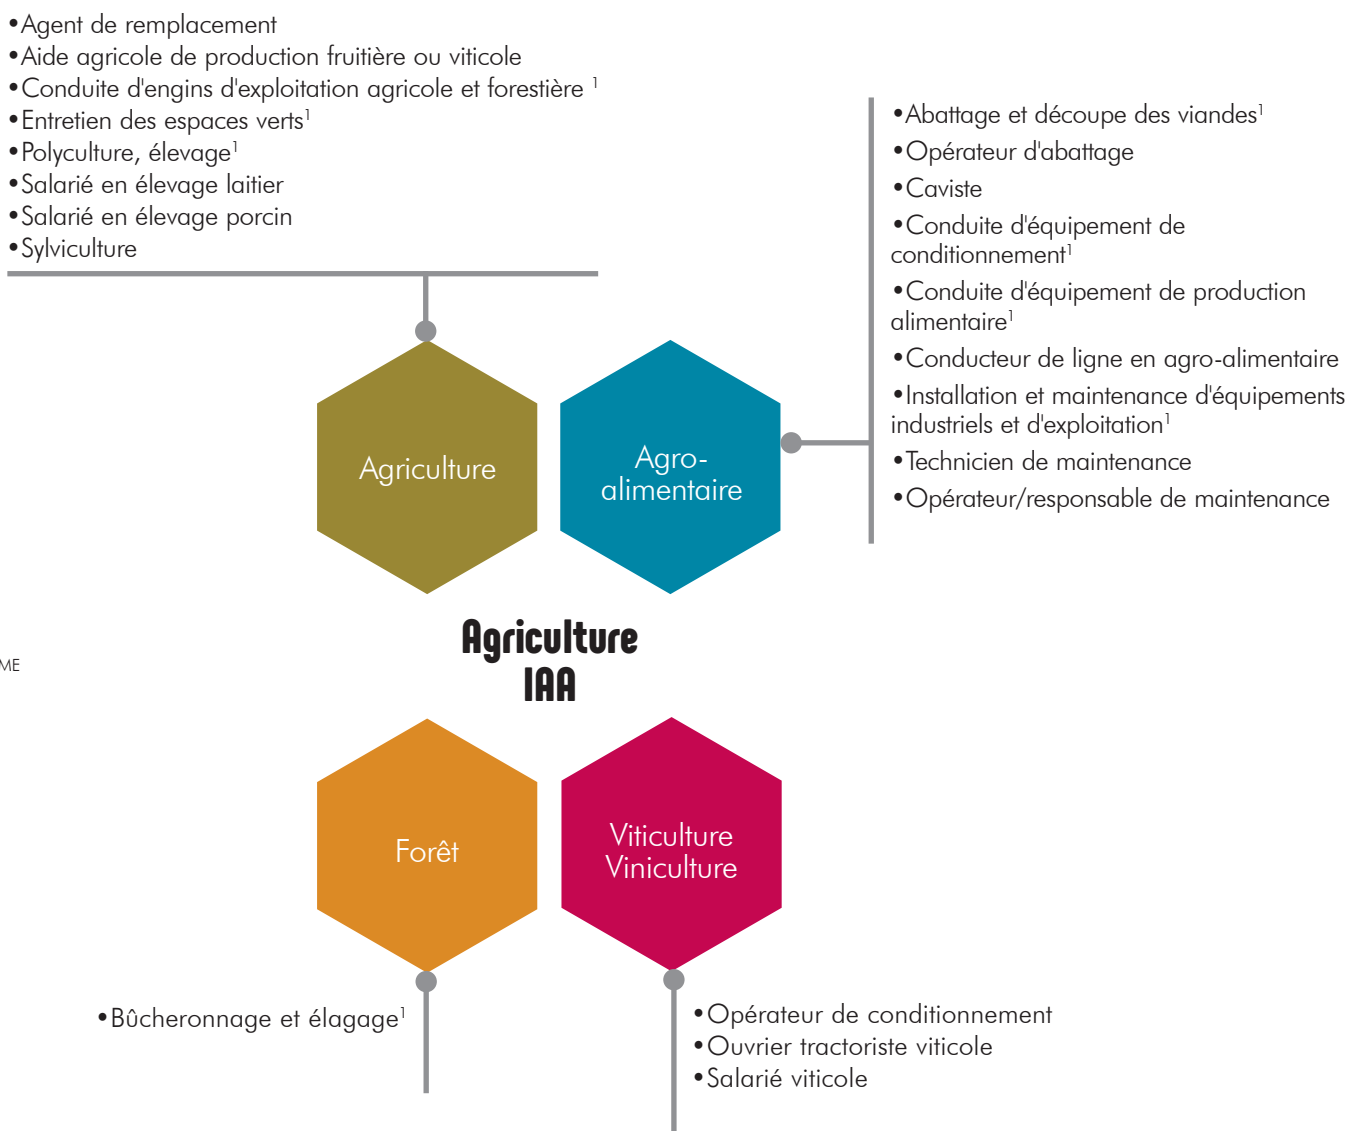 •Agent de remplacement
•Aide agricole de production fruitière ou viticole
•Conduite d'engins d'exploitation agricole et forestière ¹
•Entretien des espaces verts¹
•Polyculture, élevage¹
•Salarié en élevage laitier
•Salarié en élevage porcin
•Sylviculture
•Abattage et découpe des viandes¹
•Opérateur d'abattage
•Caviste
•Conduite d'équipement de
conditionnement¹
•Conduite d'équipement de production
alimentaire¹
•Conducteur de ligne en agro-alimentaire
•Installation et maintenance d'équipements
industriels et d'exploitation¹
•Technicien de maintenance
•Opérateur/responsable de maintenance
Agriculture
Agro-
alimentaire
Agriculture
IAA
ME
Forêt
Viticulture
Viniculture
•Bûcheronnage et élagage¹
•Opérateur de conditionnement
•Ouvrier tractoriste viticole
•Salarié viticole